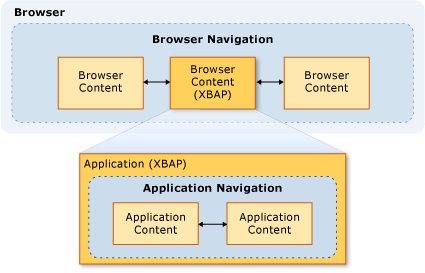 Browser
Browser Navigation
Browser
Content
Browser
Content
(XBAP)
Browser
Content
Application (XBAP)
Application Navigation
Application
Content
Application
Content